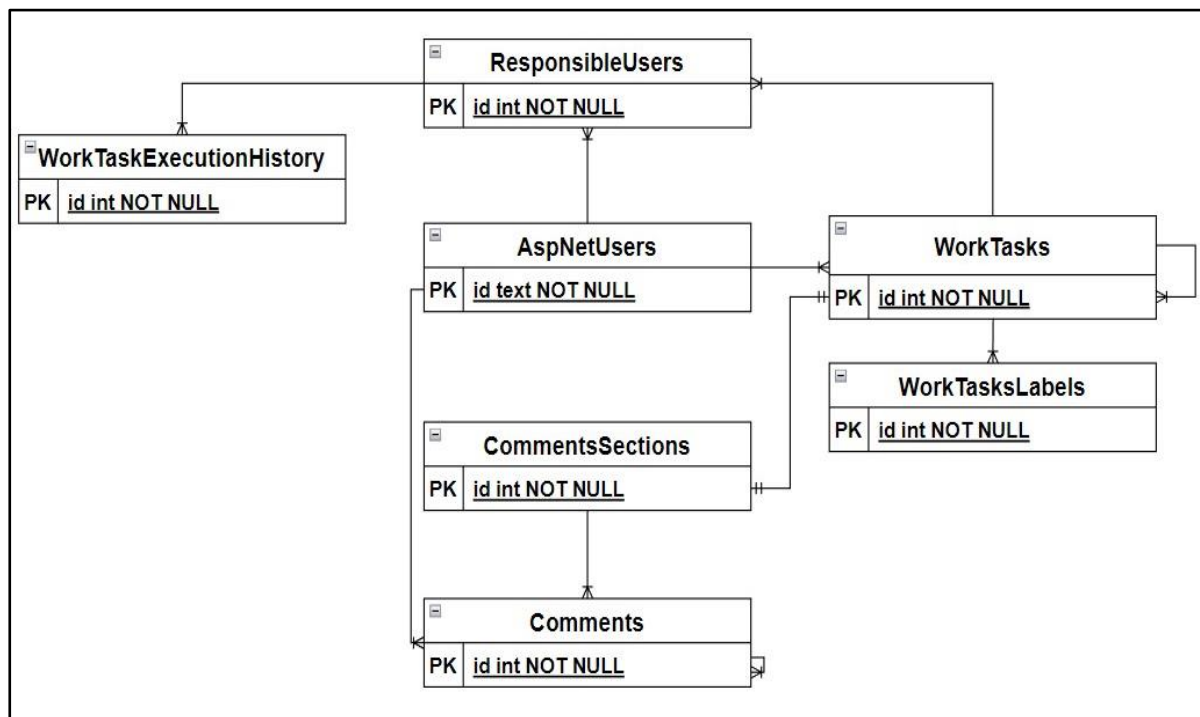 ResponsibleUsers
PK id int NOT NULL
WorkTaskExecutionHistory
PK id int NOT NULL
AspNetUsers
PK id text NOT NULL
WorkTasks
PK id int NOT NULL
WorkTasksLabels
PK id int NOT NULL
CommentsSections
PK id int NOT NULL
Comments
PK id int NOT NULL